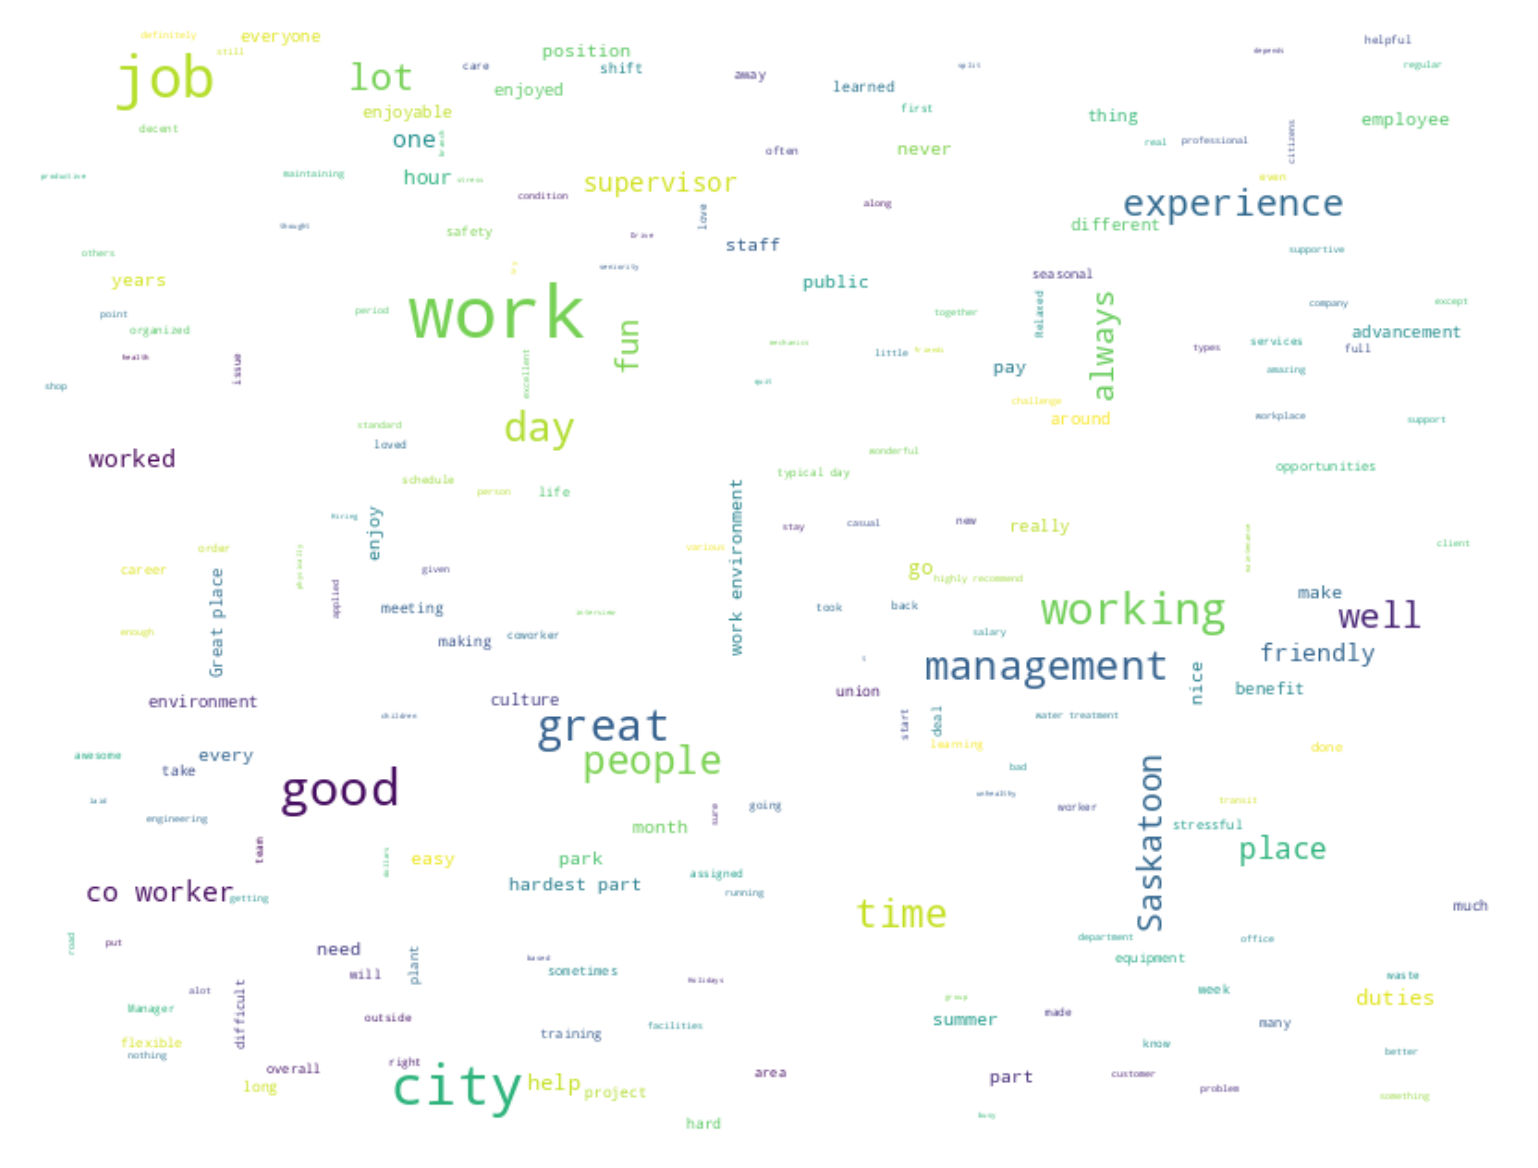 definitely
everyone
still
job
lot
care
position
shift
enjoyed
away
learned
split
depends
helpful
regular
enjoyable
first
thing
employee
decent
one
branch
often
never
real
professional
citizens
productive
maintaining
hour
stress
supervisor
condition
love
along
even
experience
different
thought
safety
Drive
staff
supportive
others
years
seniority
public
seasonal
Relaxed
always
point
organized
period
work
fun
together
company
except
advancement
health
issue
excellent
mechanics
little
friends
pay
types
services
full
shop
quit
amazing
challenge
around
workplace
support
standard
day
loved
worked
wonderful
typical day
opportunities
schedule
person
life
work environment
Hiring
enjoy
stay
casual
new
really
maintenance
client
order
various
career
physically
given
go
highly recommend
Great place
applied
meeting
interview
took
back
working
make
well
enough
making
coworker
salary
friendly
management
nice
environment
culture
union
benefit
children
great
start
deal
water treatment
awesome
every
people
learning
done
take
bad
Saskatoon
good
laid
unhealthy
engineering
sure
going
worker
transit
month
stressful
team
dollars
easy
park
place
co worker
getting
hardest part
assigned
running
time
much
road
put
need
department
office
will
plant
based
sometimes
Holidays
equipment
waste
alot
difficult
week
duties
Manager
group
outside
training
facilities
summer
made
many
flexible
nothing
know
better
overall
right
long
city
help
project
area
part
customer
problem
something
hard
busy